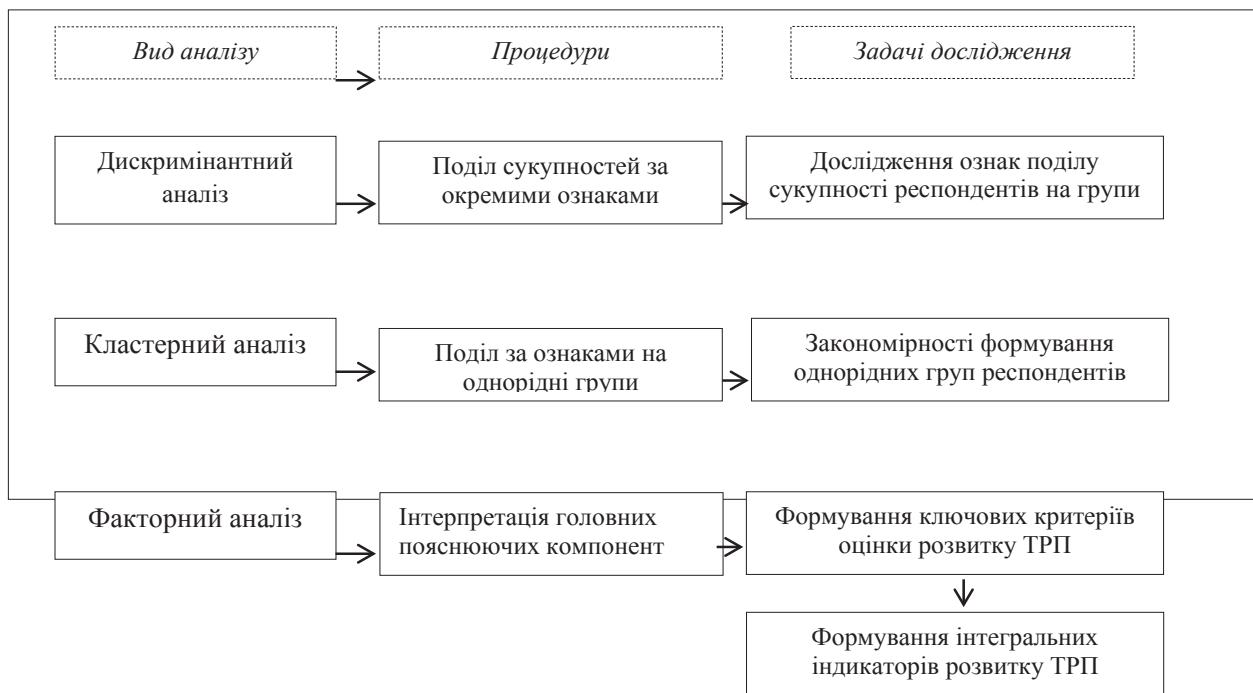 Вид аналізу
Процедури
Задачі дослідження
Дискримінантний
аналіз
Поділ сукупностей за
окремими ознаками
Дослідження ознак поділу
сукупності респондентів на групи
Кластерний аналіз
Поділ за ознаками на
однорідні групи
Закономірності формування
однорідних груп респондентів
Факторний аналіз
Інтерпретація головних
пояснюючих компонент
Формування ключових критеріїв
оцінки розвитку ТРП
Формування інтегральних
індикаторів розвитку ТРП